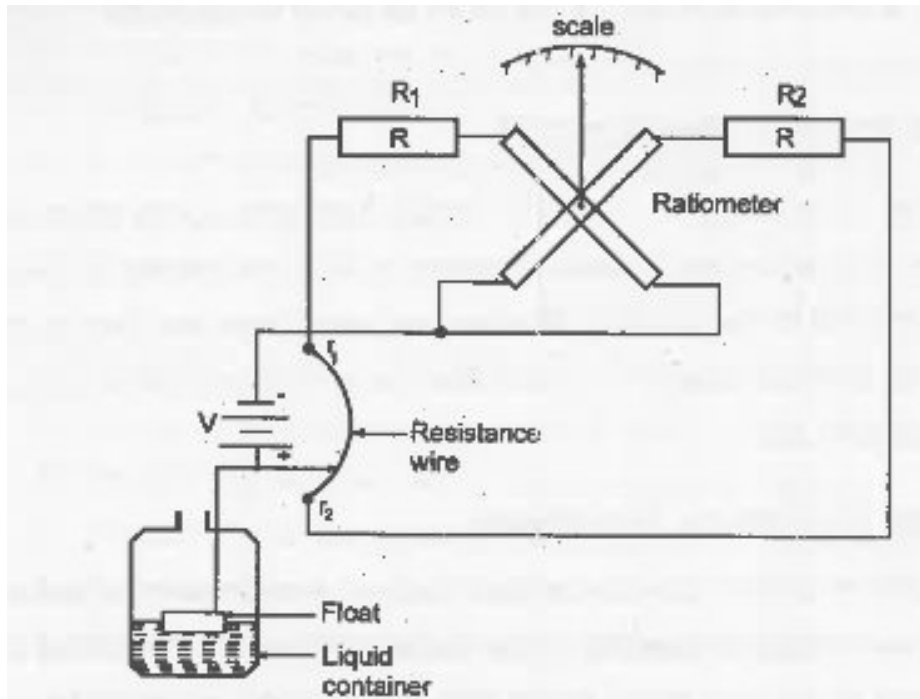 scale
R1
R
R2
R
Ratiometer
r1
-
V
+
Resistance
wire
r2
Float
Liquid
container